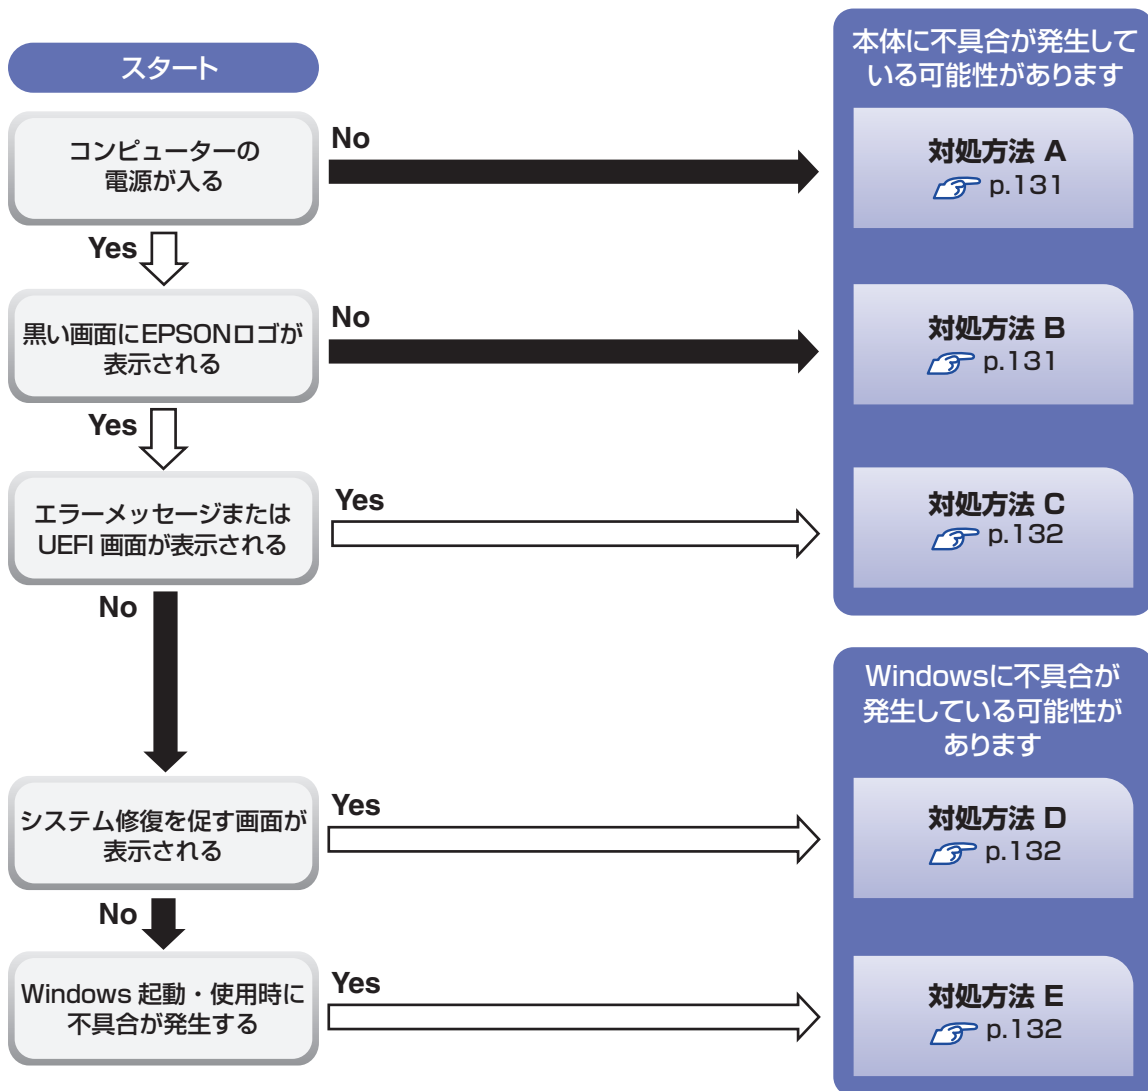 スタート
コンピューターの
電源が入る
No
Yes
本体に不具合が発生して
いる可能性があります
対処方法 A
p.131
黒い画面にEPSONロゴが
表示される
No
Yes
対処方法 B
p.131
エラーメッセージまたは
UEFI 画面が表示される
Yes
No
対処方法 C
p.132
Windowsに不具合が
発生している可能性が
あります
システム修復を促す画面が
表示される
Yes
No
対処方法 D
p.132
Windows 起動・使用時に
不具合が発生する
Yes
対処方法 E
p.132